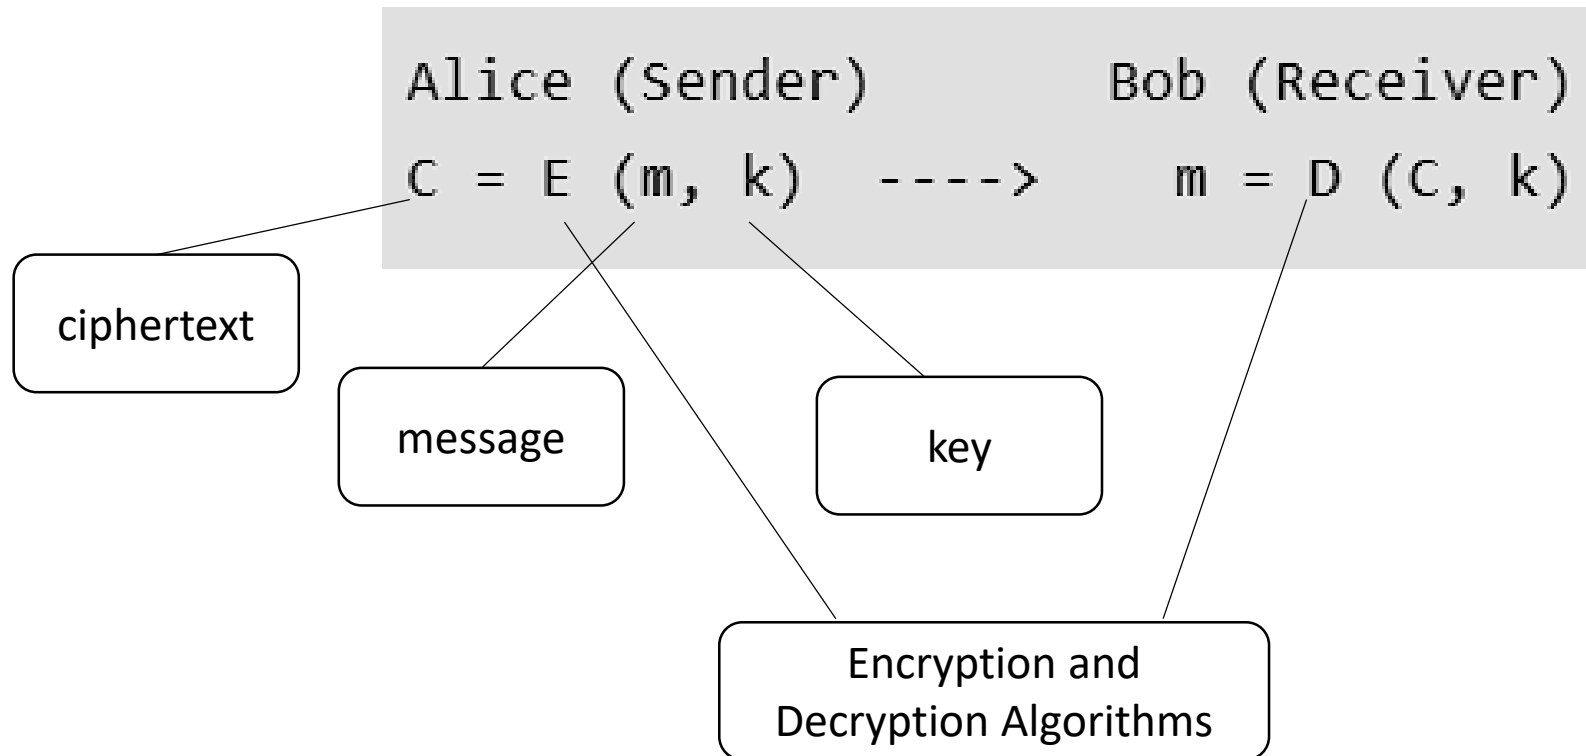 Alice (Sender) Bob (Receiver)
C = E (m, k) ----> m = D (C, k)
ciphertext
message
key
Encryption and
Decryption Algorithms